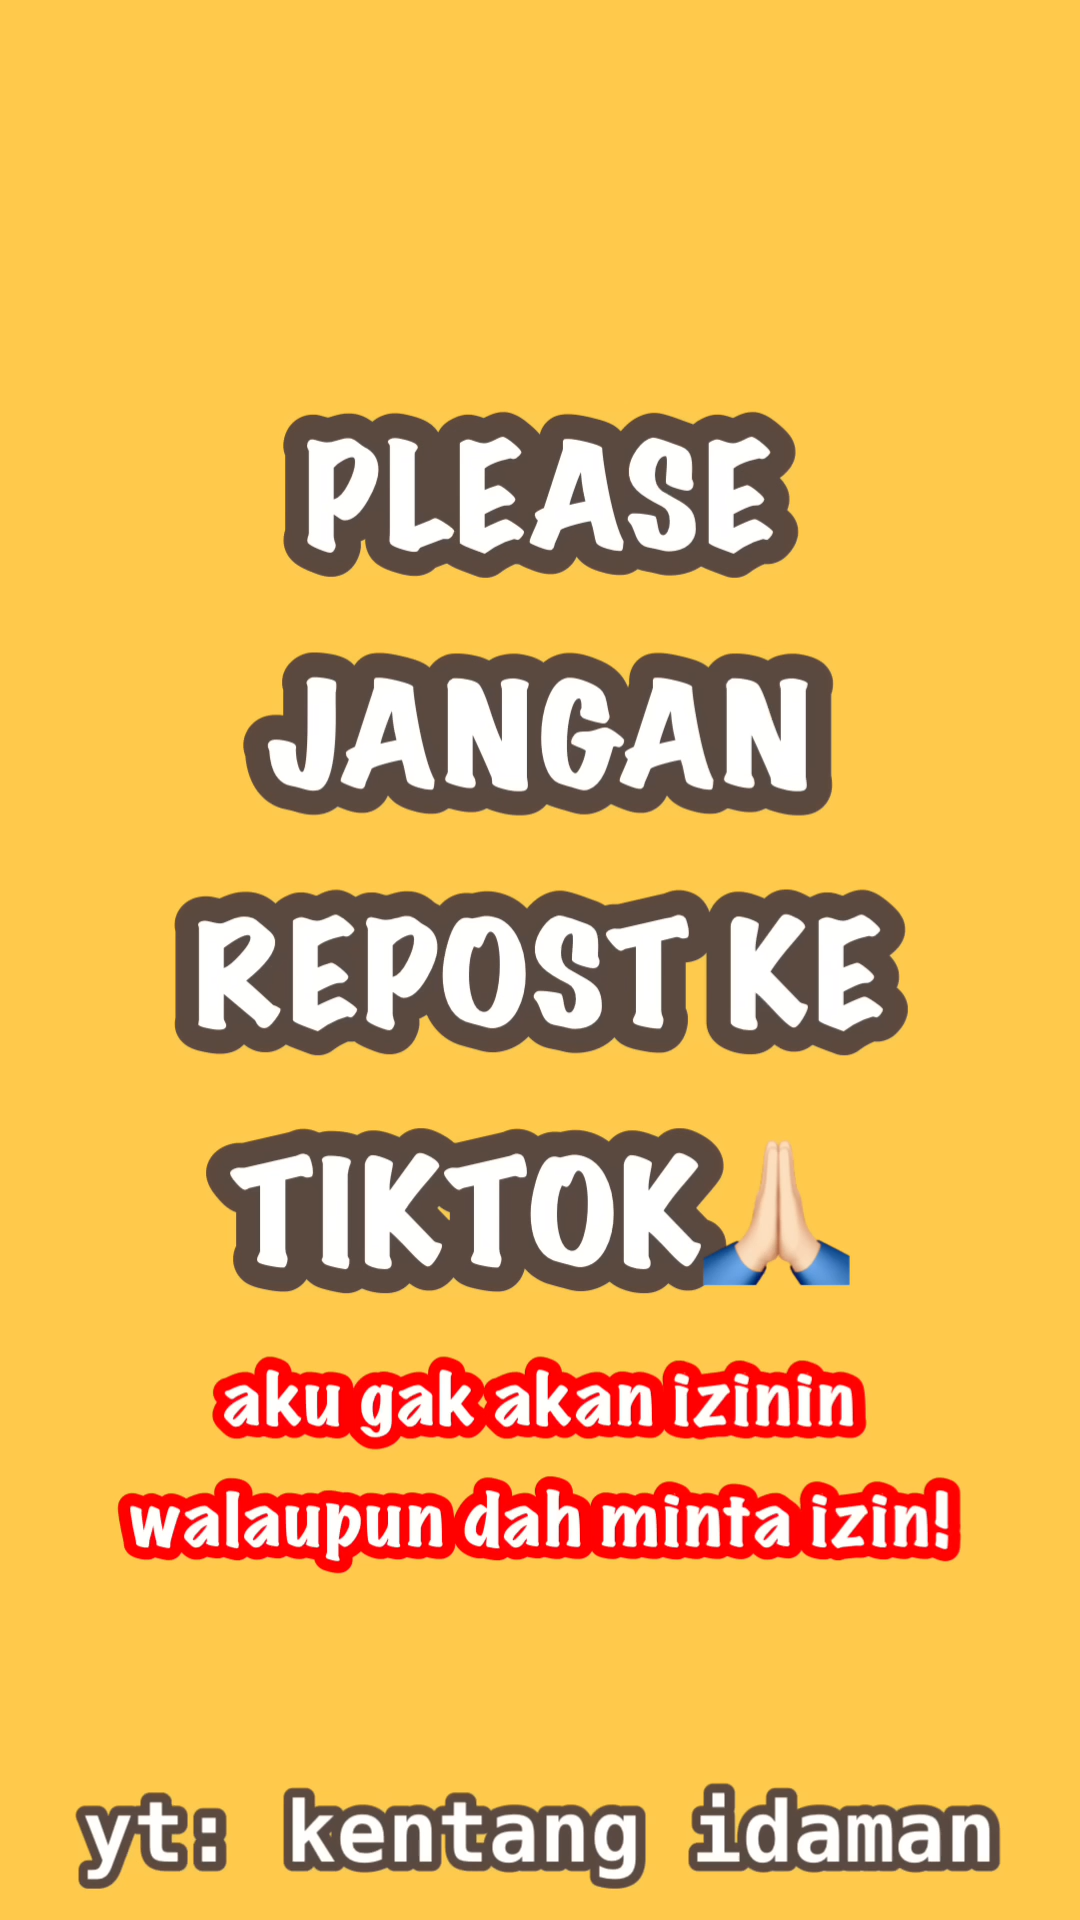 PLEASE
JANGAN
REPOST KE
TIKTOK🙏🏻
aku gak akan izinin
walaupun dah minta izin!
yt: kentang idaman